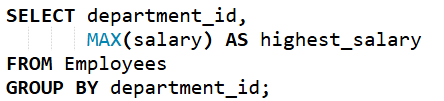 SELECT department_id,
       MAX(salary) AS highest_salary
FROM Employees
GROUP BY department_id;